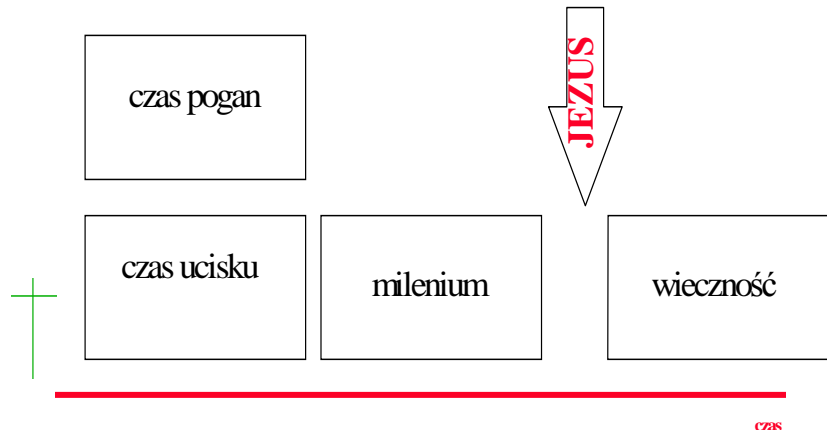 czas pogan
JEZUS
czas ucisku
milenium
wieczność
czas